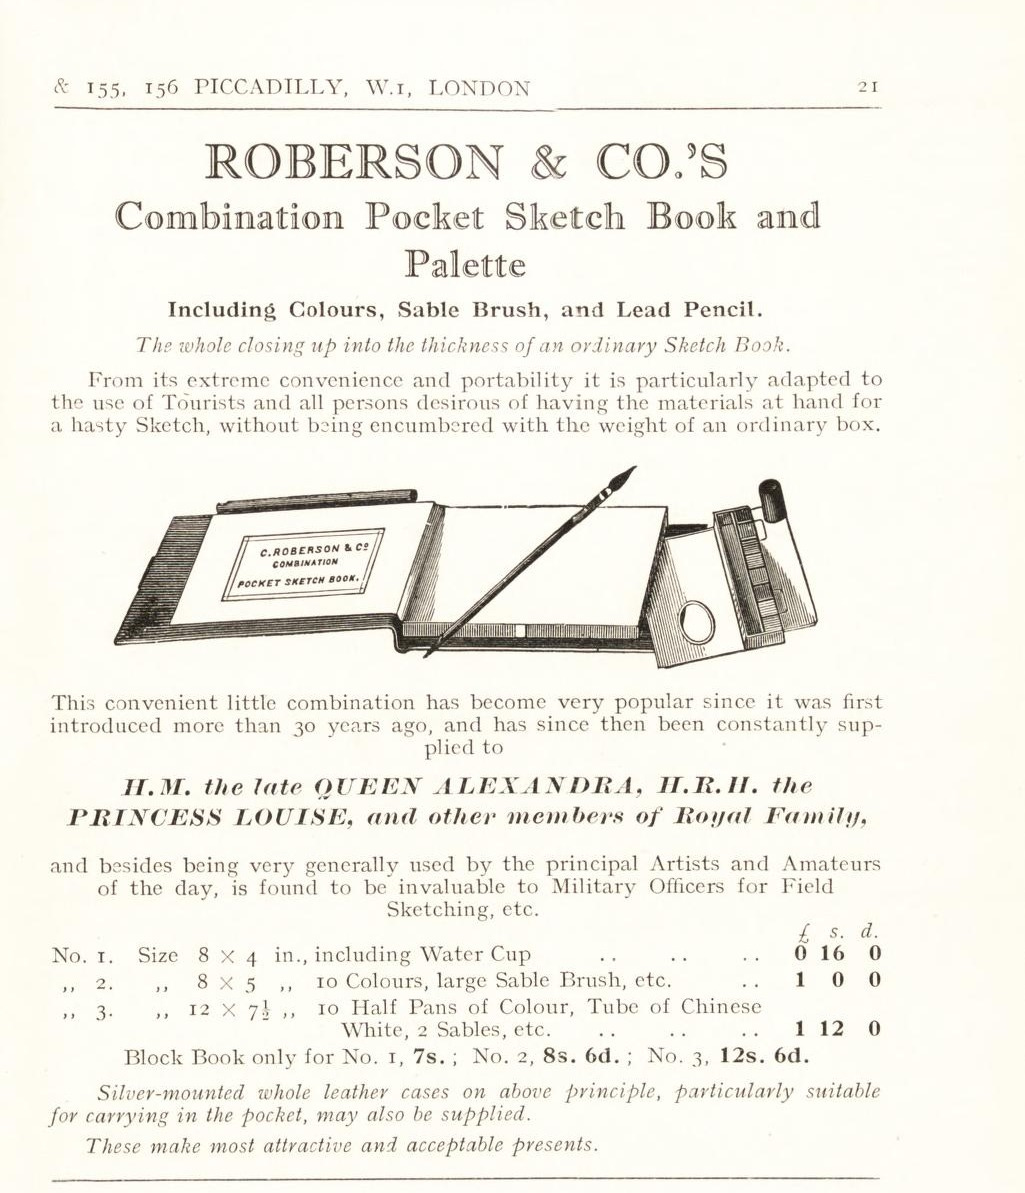 & 155, 156 PICCADILLY, W.1, LONDON 21
ROBERSON & CO.'S
Combination Pocket Sketch Book and
Palette
Including Colours, Sable Brush, and Lead Pencil.
The whole closing up into the thickness of an ordinary Sketch Book.
From its extreme convenience and portability it is particularly adapted to
the use of Tourists and all persons desirous of having the materials at hand for
a hasty Sketch, without being encumbered with the weight of an ordinary box.
C. ROBERSON & Co
COMBINATION
POCKET SKETCH BOOK.
This convenient little combination has become very popular since it was first
introduced more than 30 years ago, and has since then been constantly sup-
plied to
H.M. the late QUEEN ALEXANDRA, H.R.H. the
PRINCESS LOUISE, and other members of Royal Family,
and besides being very generally used by the principal Artists and Amateurs
of the day, is found to be invaluable to Military Officers for Field
Sketching, etc.
£ s. d.
No. 1. Size 8 × 4 in., including Water Cup .. .. .. 0 16 0
,, 2. ,, 8 × 5 ,, 10 Colours, large Sable Brush, etc. .. 1 0 0
,, 3. ,, 12 × 7½ ,, 10 Half Pans of Colour, Tube of Chinese
White, 2 Sables, etc. .. .. .. 1 12 0
Block Book only for No. 1, 7s. ; No. 2, 8s. 6d. ; No. 3, 12s. 6d.
Silver-mounted whole leather cases on above principle, particularly suitable
for carrying in the pocket, may also be supplied.
These make most attractive and acceptable presents.